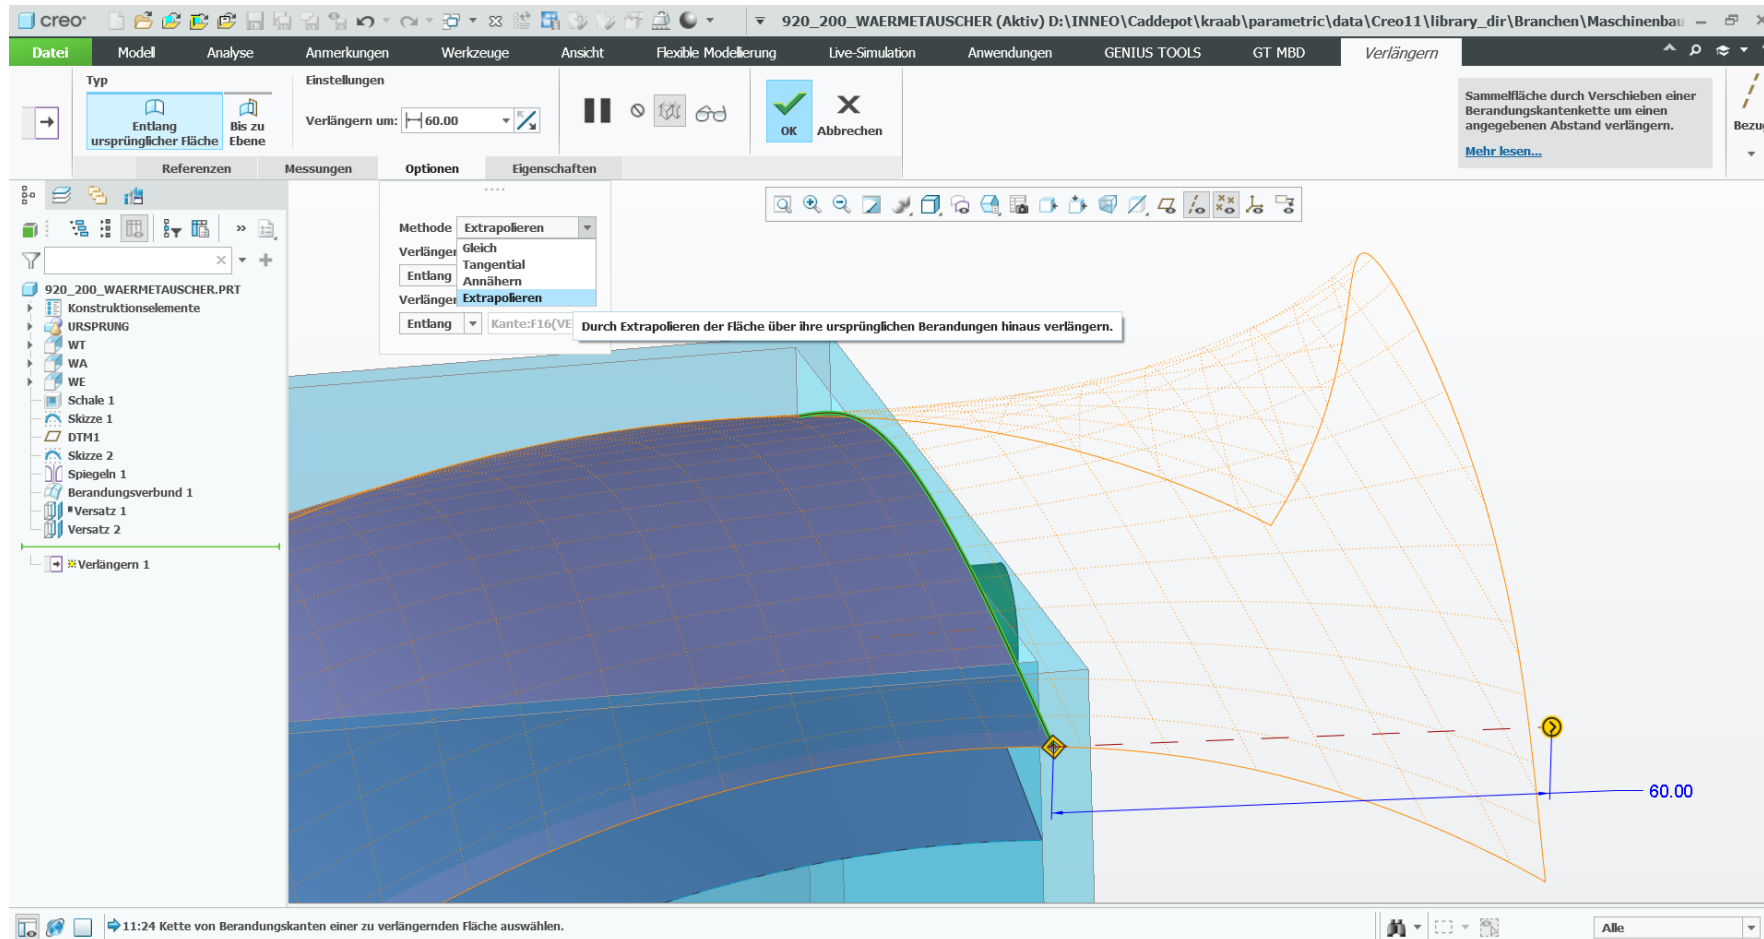 creo®
920_200_WAERMETAUSCHER (Aktiv) D:\INNEO\Caddepot\kraab\parametric\data\Creo11\library_dir\Branchen\Maschinenbau
Datei Modell Analyse Anmerkungen Werkzeuge Ansicht Flexible Modellierung Live-Simulation Anwendungen GENIUS TOOLS GT MBD Verlängern
Typ
Einstellungen
Entlang
ursprünglicher Fläche
Bis zu
Ebene
Verlängern um: 60.00
OK
Abbrechen
Sammelfläche durch Verschieben einer
Berandungskantenkette um einen
angegebenen Abstand verlängern.
Mehr lesen...
Referenzen Messungen Optionen Eigenschaften
Methode Extrapolieren
Gleich
Tangential
Annähern
Extrapolieren
Entlang
Entlang Kante:F16(VE
Durch Extrapolieren der Fläche über ihre ursprünglichen Berandungen hinaus verlängern.
920_200_WAERMETAUSCHER.PRT
Konstruktionselemente
URSPRUNG
WT
WA
WE
Schale 1
Skizze 1
DTM1
Skizze 2
Spiegeln 1
Berandungsverbund 1
Versatz 1
Versatz 2
Verlängern 1
60.00
11:24 Kette von Berandungskanten einer zu verlängernden Fläche auswählen.
Alle